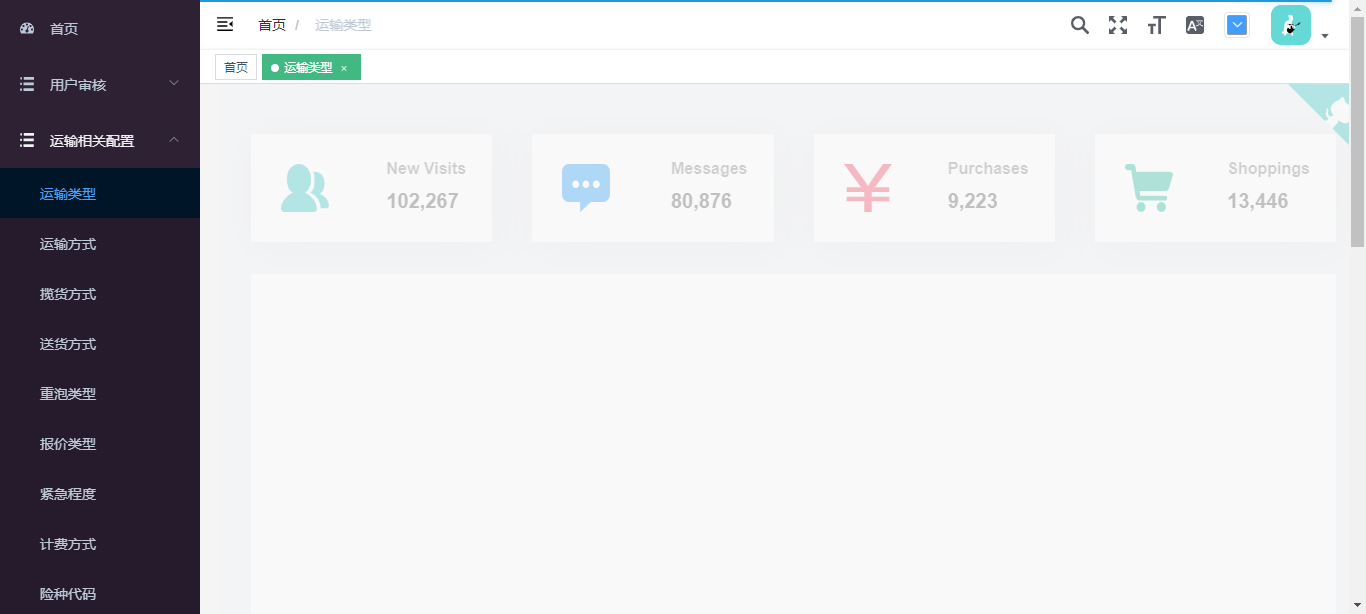 首页
用户审核
运输相关配置
运输类型
运输方式
揽货方式
送货方式
重泡类型
报价类型
紧急程度
计费方式
险种代码
首页 / 运输类型
首页
运输类型 ×
New Visits
102,267
Messages
80,876
Purchases
9,223
Shoppings
13,446